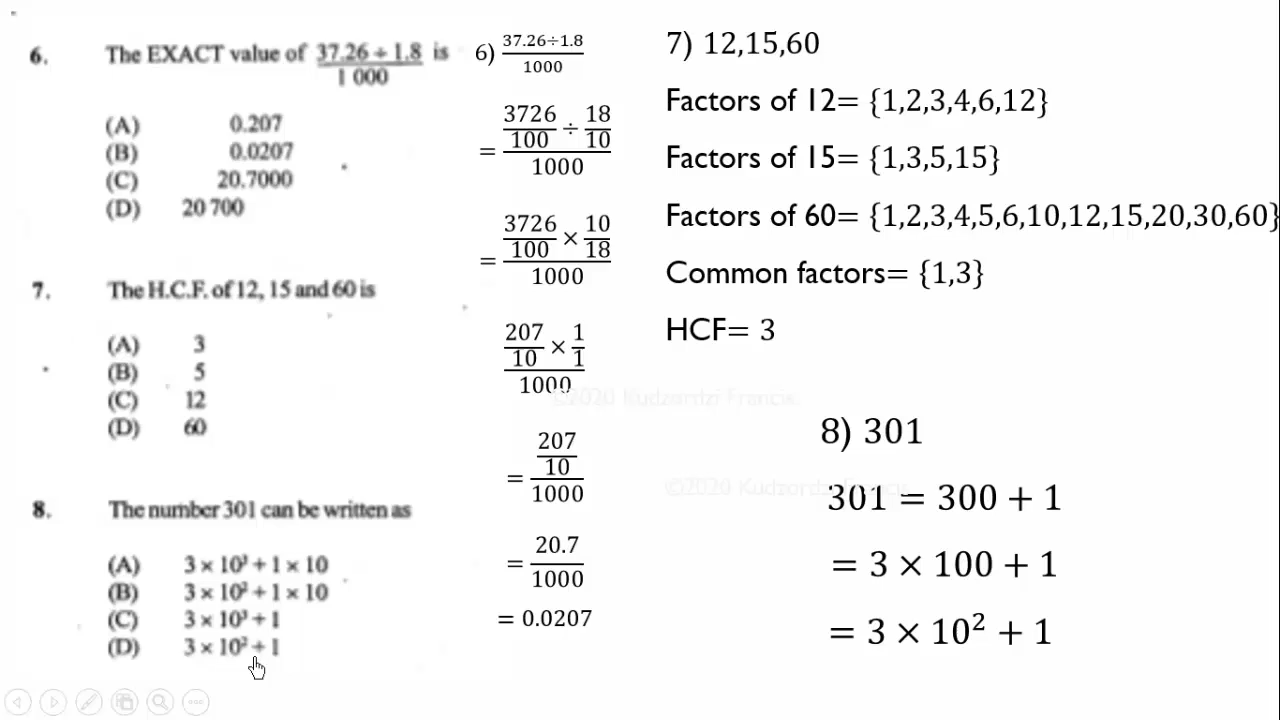 6. The EXACT value of 37.26 ÷ 1.8 / 1 000 is
(A) 0.207
(B) 0.0207
(C) 20.7000
(D) 20 700
7. The H.C.F. of 12, 15 and 60 is
(A) 3
(B) 5
(C) 12
(D) 60
8. The number 301 can be written as
(A) 3 × 10³ + 1 × 10
(B) 3 × 10² + 1 × 10
(C) 3 × 10³ + 1
(D) 3 × 10² + 1
6) 37.26÷1.8 / 1000
= 3726/100 ÷ 18/10 / 1000
= 3726/100 × 10/18 / 1000
207/10 × 1/1 / 1000
= 207/10 / 1000
= 20.7 / 1000
= 0.0207
7) 12,15,60
Factors of 12= {1,2,3,4,6,12}
Factors of 15= {1,3,5,15}
Factors of 60= {1,2,3,4,5,6,10,12,15,20,30,60}
Common factors= {1,3}
HCF= 3
©2020 Kudzordzi Francis
8) 301
©2020 Kudzordzi Francis
301 = 300 + 1
= 3 × 100 + 1
= 3 × 10² + 1